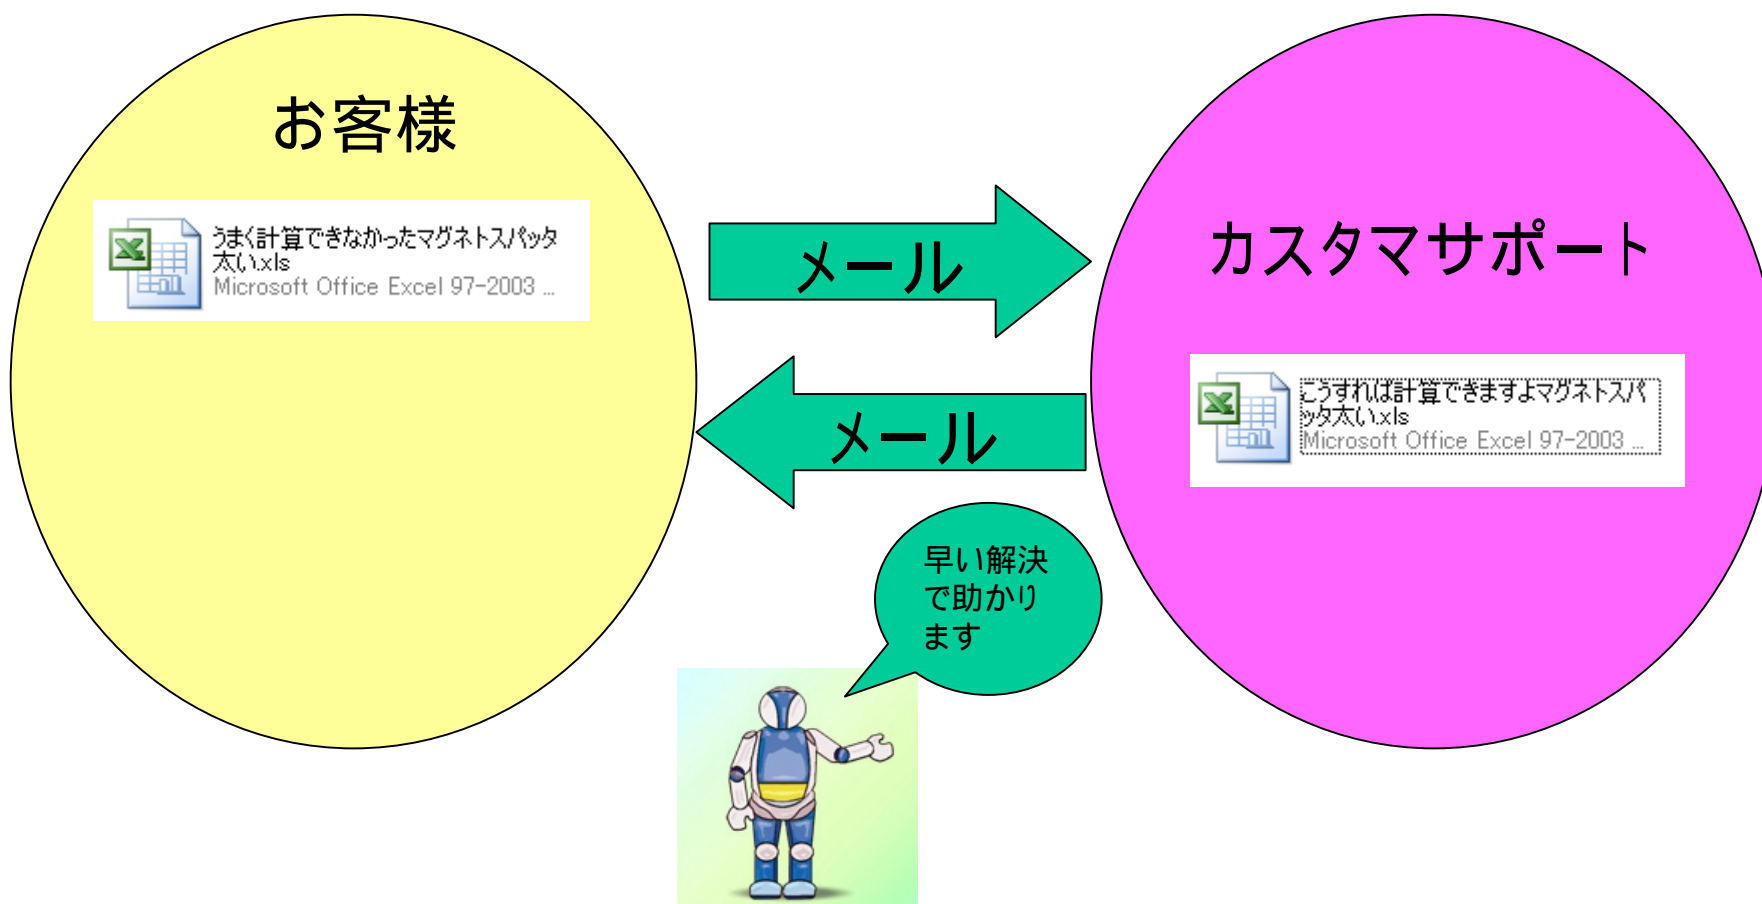 お客様
うまく計算できなかったマグネトスパッタ
太い.xls
Microsoft Office Excel 97-2003 ...
メール
カスタマサポート
メール
こうすれば計算できますよマグネトスパ
ッタ太い.xls
Microsoft Office Excel 97-2003 ...
早い解決
で助かり
ます